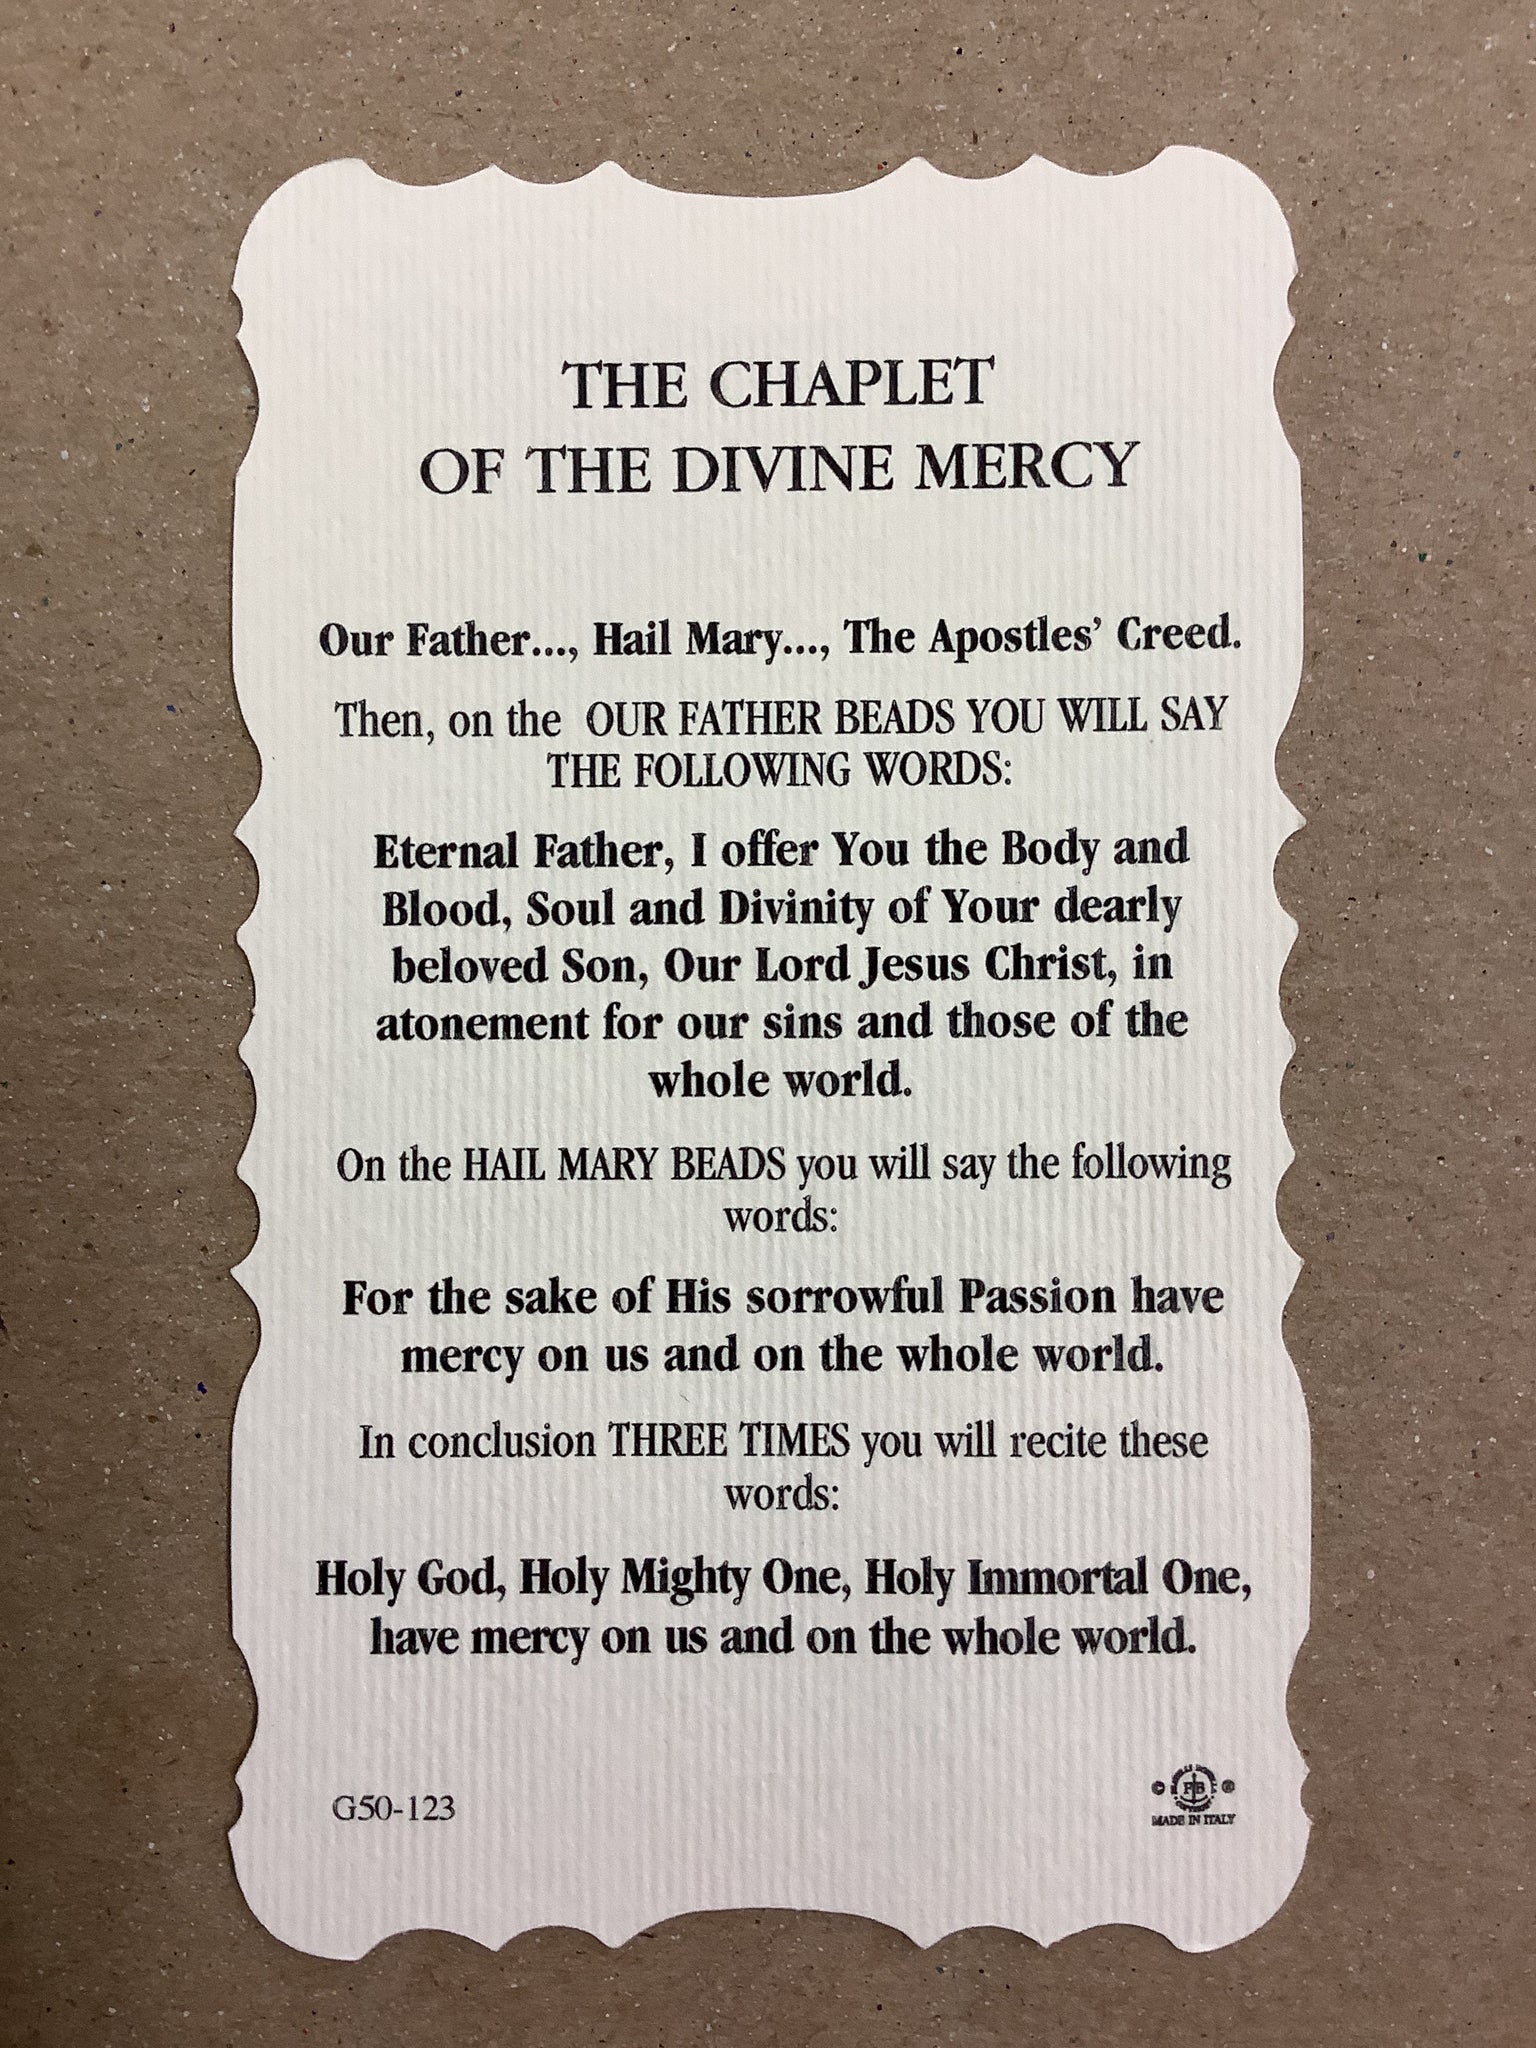 THE CHAPLET
OF THE DIVINE MERCY
Our Father..., Hail Mary..., The Apostles' Creed.
Then, on the OUR FATHER BEADS YOU WILL SAY
THE FOLLOWING WORDS:
Eternal Father, I offer You the Body and
Blood, Soul and Divinity of Your dearly
beloved Son, Our Lord Jesus Christ, in
atonement for our sins and those of the
whole world.
On the HAIL MARY BEADS you will say the following
words:
For the sake of His sorrowful Passion have
mercy on us and on the whole world.
In conclusion THREE TIMES you will recite these
words:
Holy God, Holy Mighty One, Holy Immortal One,
have mercy on us and on the whole world.
G50-123
© FB ®
MADE IN ITALY